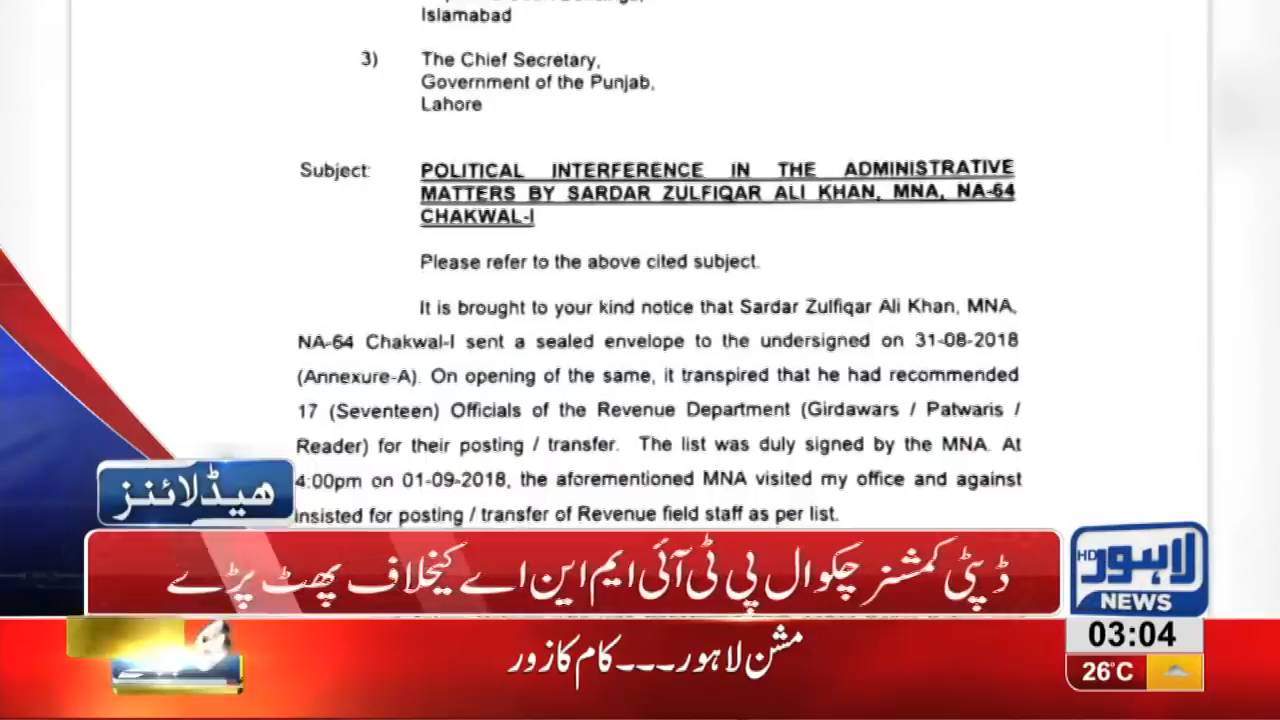 Islamabad
3) The Chief Secretary,
Government of the Punjab,
Lahore
Subject: POLITICAL INTERFERENCE IN THE ADMINISTRATIVE
MATTERS BY SARDAR ZULFIQAR ALI KHAN, MNA, NA-64
CHAKWAL-I
Please refer to the above cited subject.
It is brought to your kind notice that Sardar Zulfiqar Ali Khan, MNA,
NA-64 Chakwal-I sent a sealed envelope to the undersigned on 31-08-2018
(Annexure-A). On opening of the same, it transpired that he had recommended
17 (Seventeen) Officials of the Revenue Department (Girdawars / Patwaris /
Reader) for their posting / transfer. The list was duly signed by the MNA. At
4:00pm on 01-09-2018, the aforementioned MNA visited my office and against
insisted for posting / transfer of Revenue field staff as per list.
ھیڈلائنز
ڈپٹی کمشنر چکوال پی ٹی آئی ایم این اے کیخلاف پھٹ پڑے
لاہور HD
NEWS
مشن لاہور۔۔۔کام کا زور
03:04
26°C